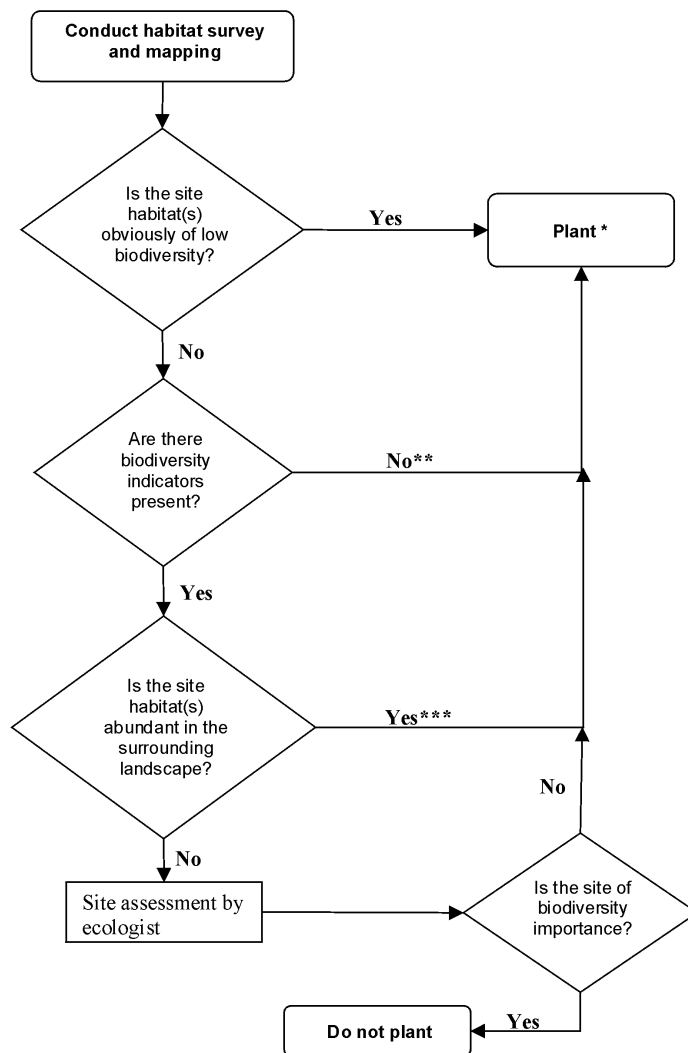 Conduct habitat survey
and mapping
Is the site
habitat(s)
obviously of low
biodiversity?
Yes
Plant *
No
Are there
biodiversity
indicators
present?
No**
Yes
Is the site
habitat(s)
abundant in the
surrounding
landscape?
Yes***
No
No
Site assessment by
ecologist
Is the site of
biodiversity
importance?
Yes
Do not plant